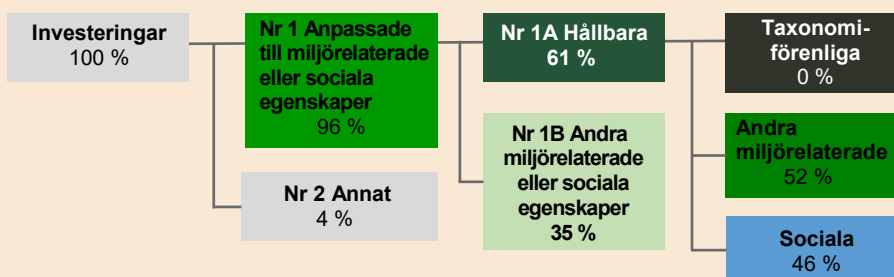 Investeringar
100 %
Nr 1 Anpassade
till miljörelaterade
eller sociala
egenskaper
96 %
Nr 2 Annat
4 %
Nr 1A Hållbara
61 %
Nr 1B Andra
miljörelaterade
eller sociala
egenskaper
35 %
Taxonomi-
förenliga
0 %
Andra
miljörelaterade
52 %
Sociala
46 %